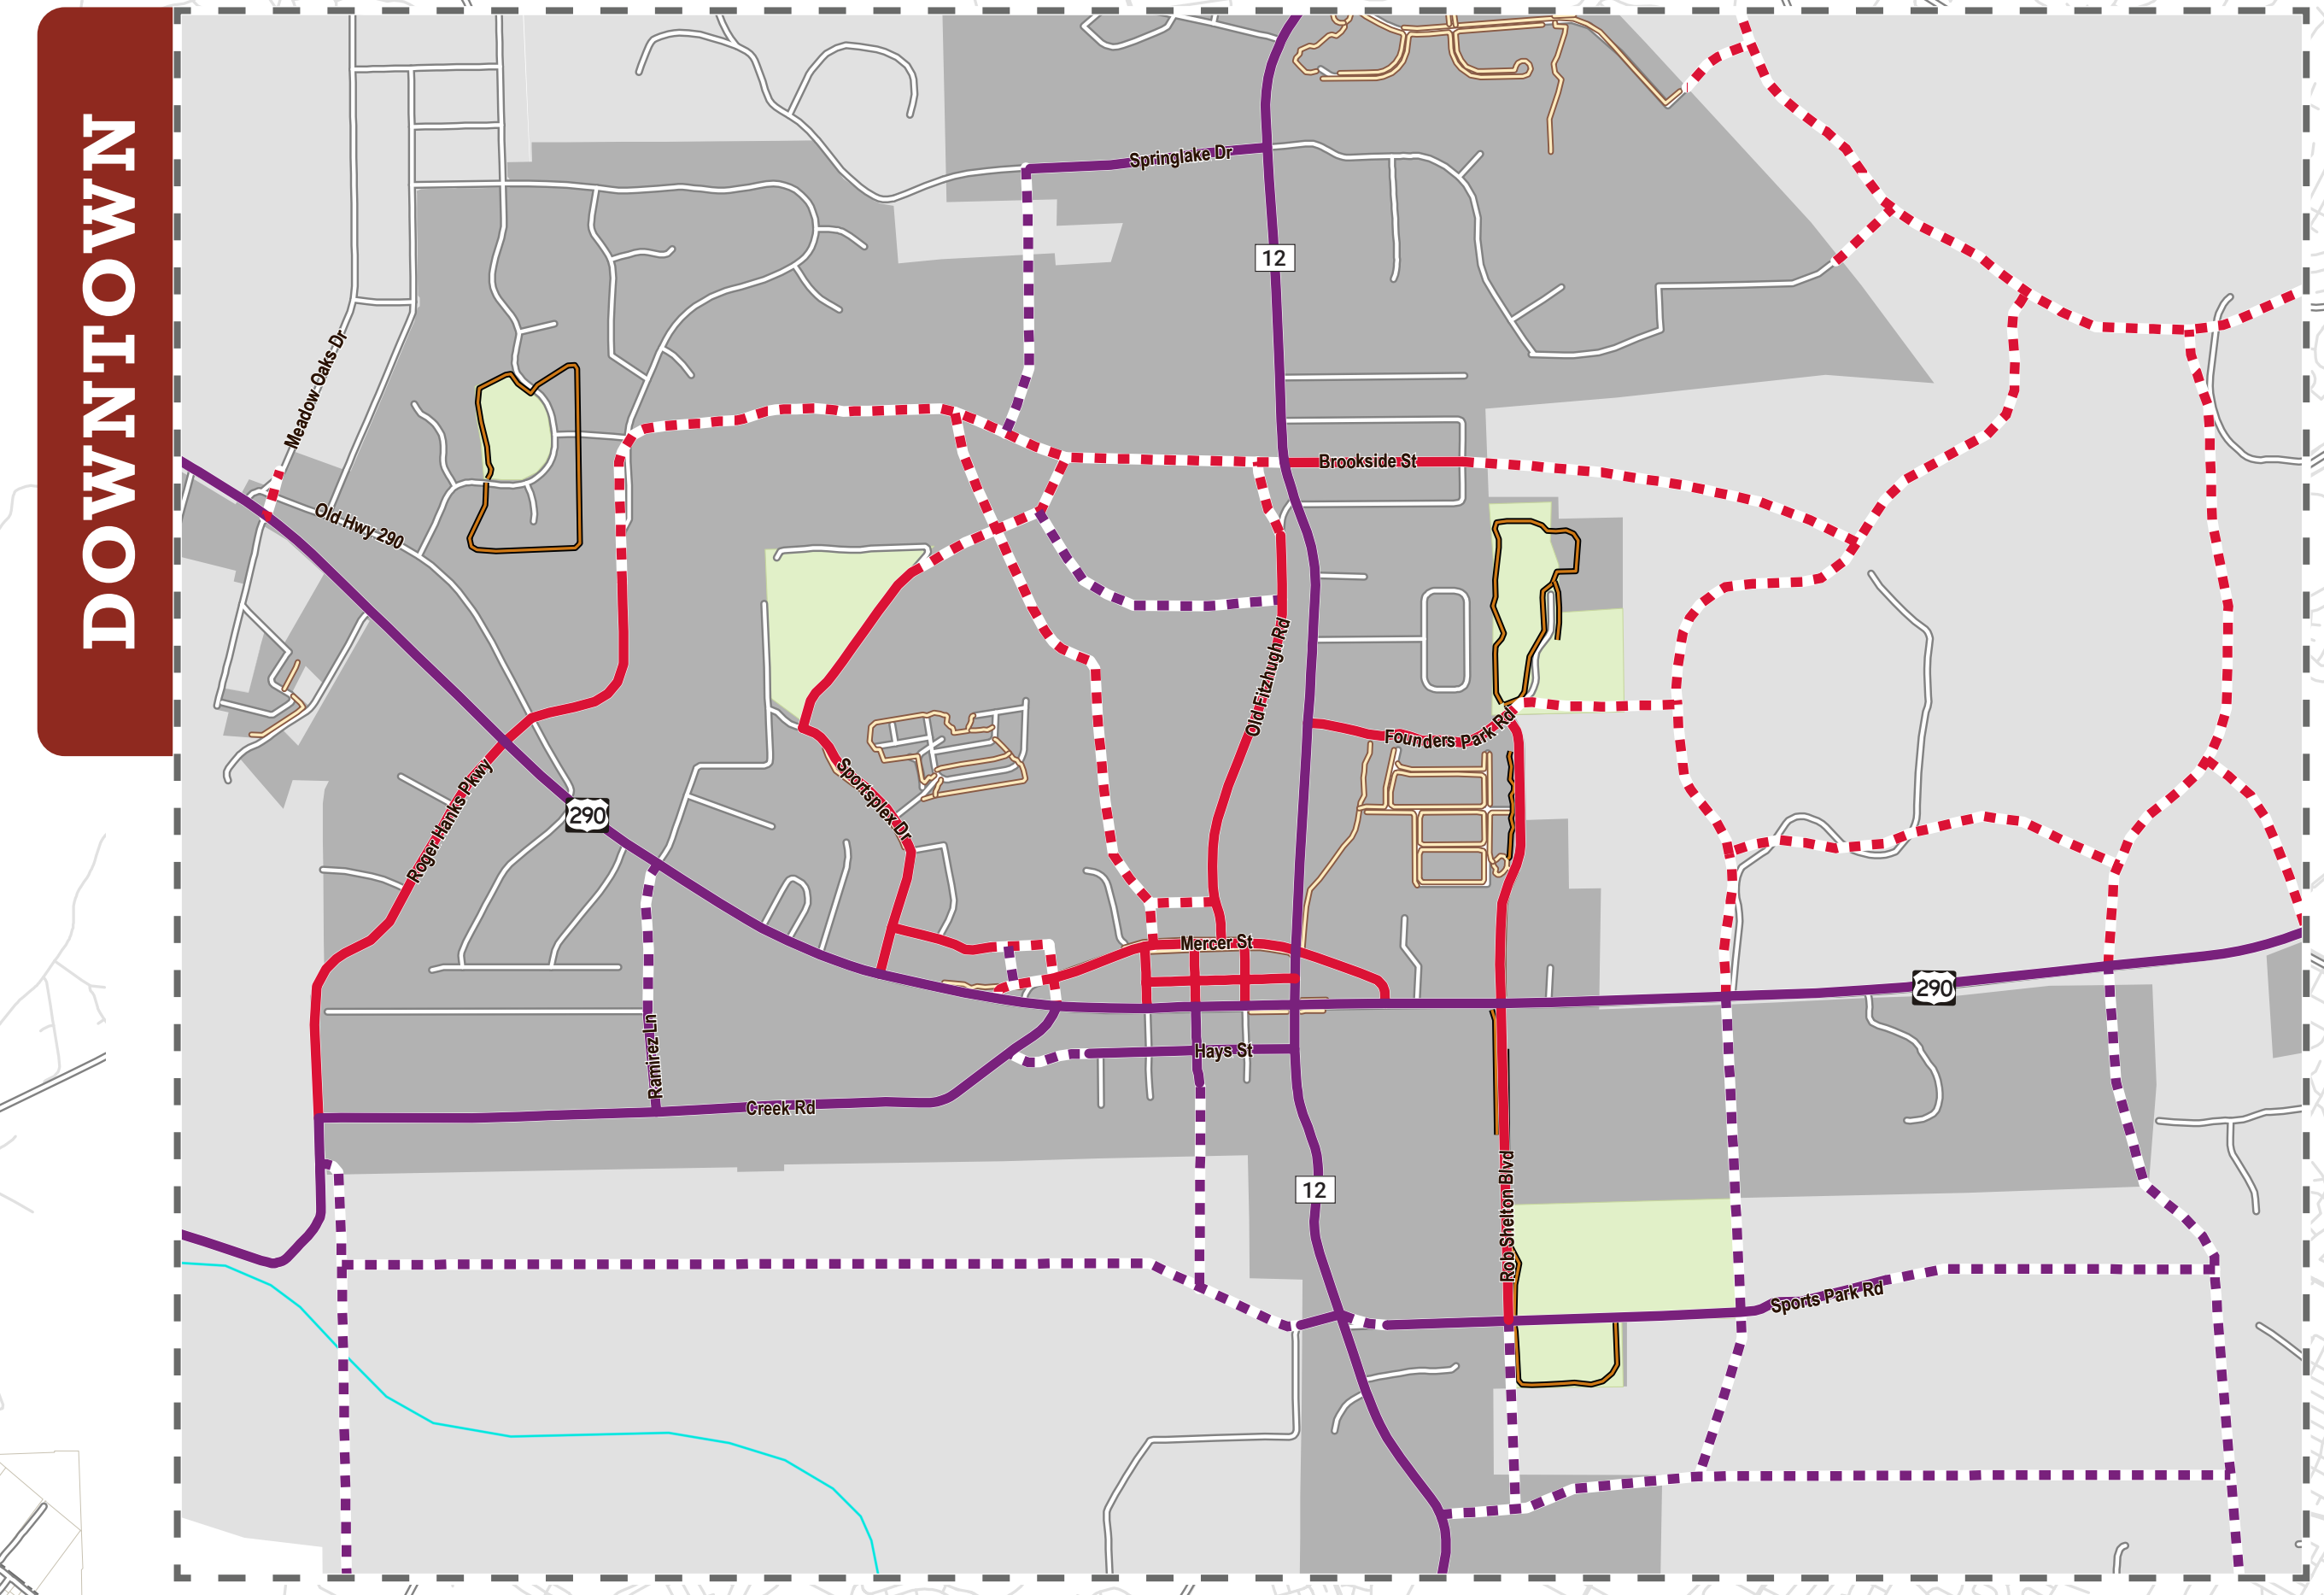 DOWNTOWN
Springlake Dr
12
Meadow Oaks Dr
Old Hwy 290
Brookside St
Old Fitzhugh Rd
Founders Park Rd
Roger Hanks Pkwy
290
Sportsplex Dr
Mercer St
290
Ramirez Ln
Hays St
Creek Rd
12
Rob Shelton Blvd
Sports Park Rd